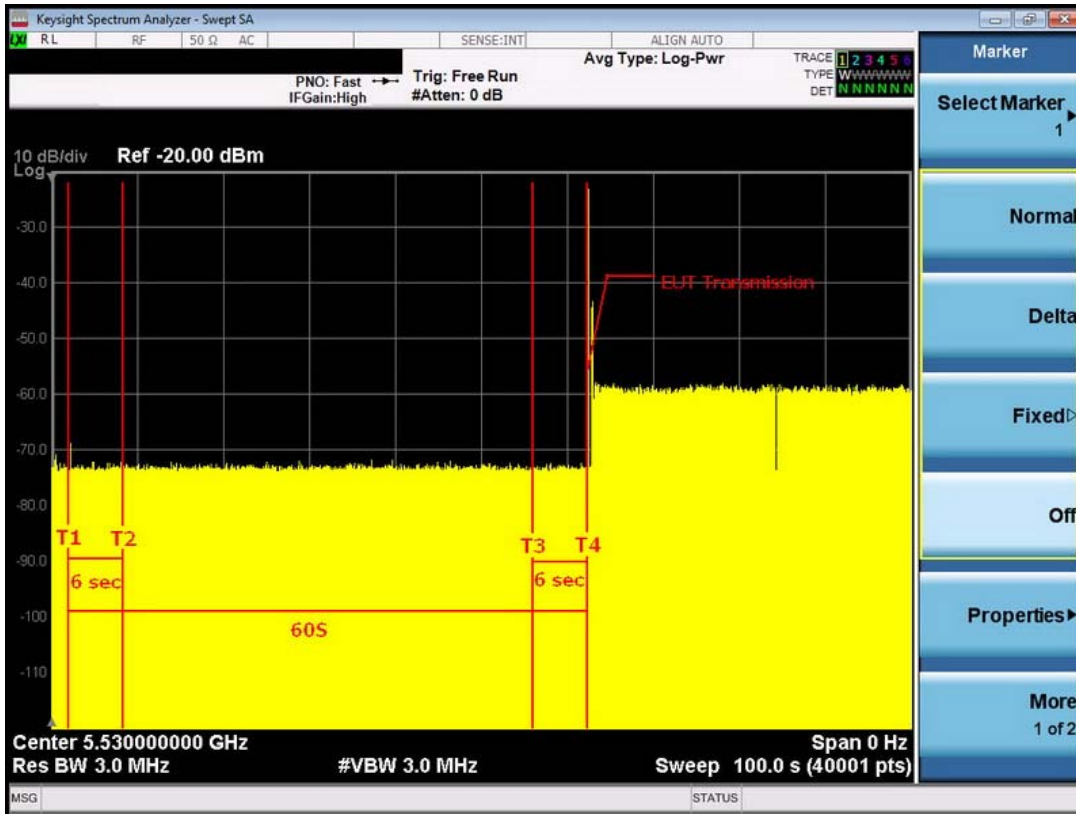 Keysight Spectrum Analyzer - Swept SA
LXI RL RF 50 Ω AC SENSE:INT ALIGN AUTO
Avg Type: Log-Pwr
PNO: Fast
IFGain:High
Trig: Free Run
#Atten: 0 dB
TRACE 1 2 3 4 5 6
TYPE WWWWWW
DET N N N N N N
10 dB/div Ref -20.00 dBm
Log
-30.0
-40.0
-50.0
-60.0
-70.0
-80.0
-90.0
-100
-110
EUT Transmission
T1 T2 T3 T4
6 sec 6 sec
60S
Center 5.530000000 GHz Span 0 Hz
Res BW 3.0 MHz #VBW 3.0 MHz Sweep 100.0 s (40001 pts)
MSG STATUS
Marker
Select Marker
1
Normal
Delta
Fixed
Off
Properties
More
1 of 2